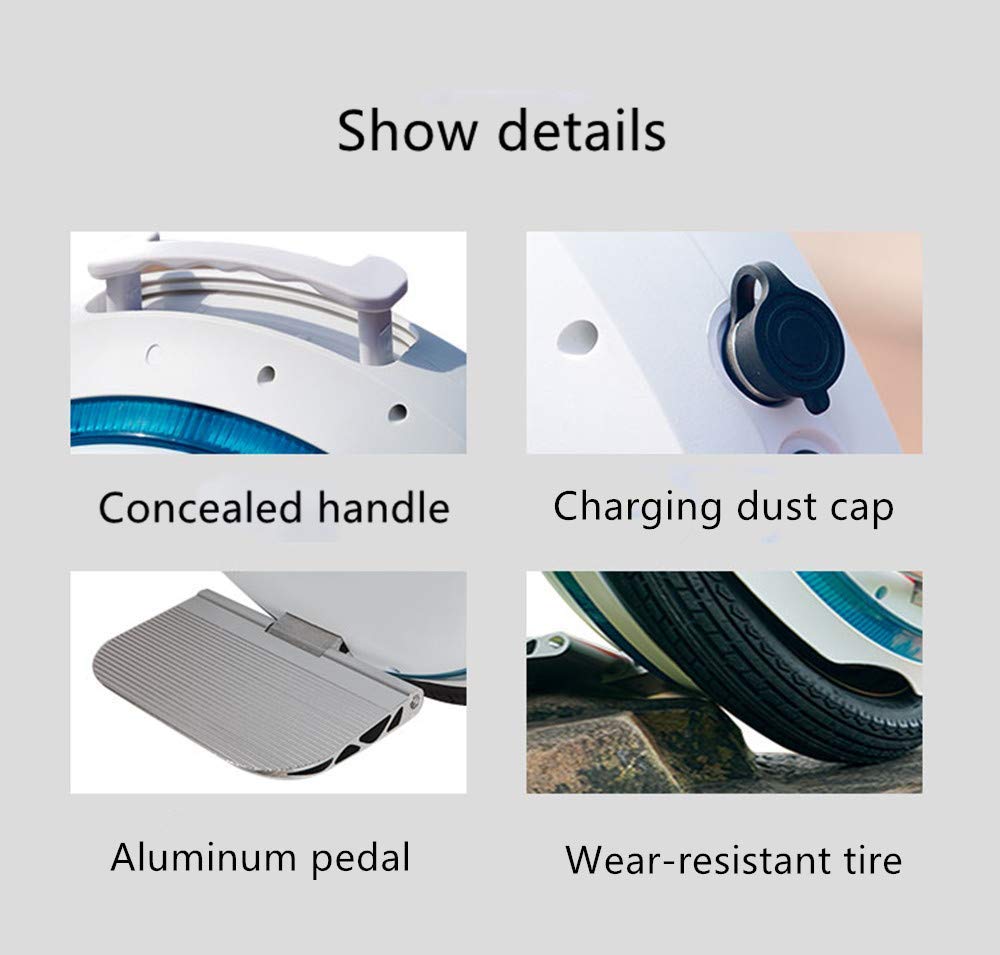 Show details
Concealed handle
Charging dust cap
Aluminum pedal
Wear-resistant tire